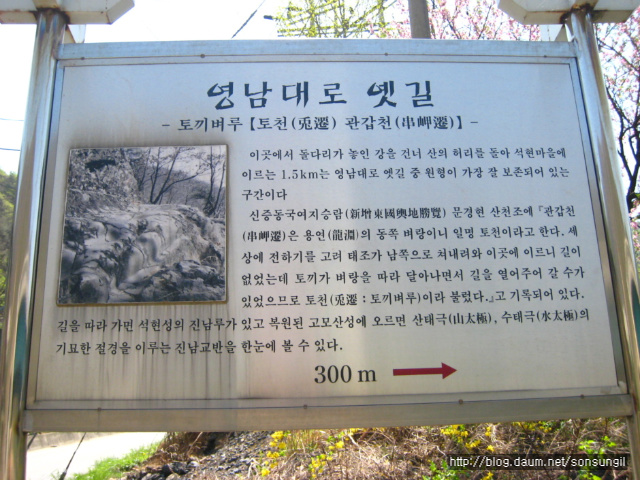 영남대로 옛길
- 토끼벼루 【토천(兎遷) 관갑천(串岬遷)】 -
이곳에서 돌다리가 놓인 강을 건너 산의 허리를 돌아 석현마을에
이르는 1.5km는 영남대로 옛길 중 원형이 가장 잘 보존되어 있는
구간이다
신증동국여지승람(新增東國輿地勝覽) 문경현 산천조에 『관갑천
(串岬遷)은 용연(龍淵)의 동쪽 벼랑이니 일명 토천이라고 한다. 세
상에 전하기를 고려 태조가 남쪽으로 쳐내려와 이곳에 이르니 길이
없었는데 토끼가 벼랑을 따라 달아나면서 길을 열어주어 갈 수가
있었으므로 토천(兎遷 : 토끼벼루)이라 불렀다.』고 기록되어 있다.
길을 따라 가면 석현성의 진남루가 있고 복원된 고모산성에 오르면 산태극(山太極), 수태극(水太極)의
기묘한 절경을 이루는 진남교반을 한눈에 볼 수 있다.
300 m
http://blog.daum.net/sonsungil